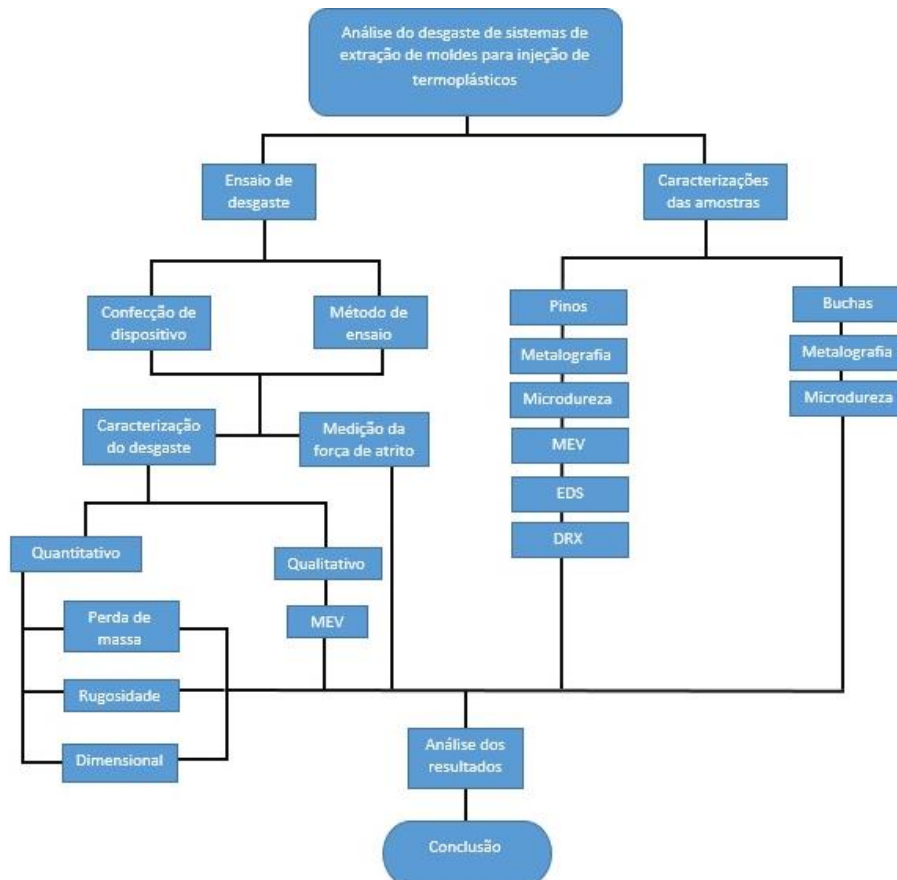 Análise do desgaste de sistemas de
extração de moldes para injeção de
termoplásticos
Ensaio de
desgaste
Caracterizações
das amostras
Confecção de
dispositivo
Método de
ensaio
Pinos
Buchas
Metalografia
Metalografia
Microdureza
Microdureza
Caracterização
do desgaste
Medição da
força de atrito
MEV
EDS
DRX
Quantitativo
Qualitativo
Perda de
massa
MEV
Rugosidade
Dimensional
Análise dos
resultados
Conclusão